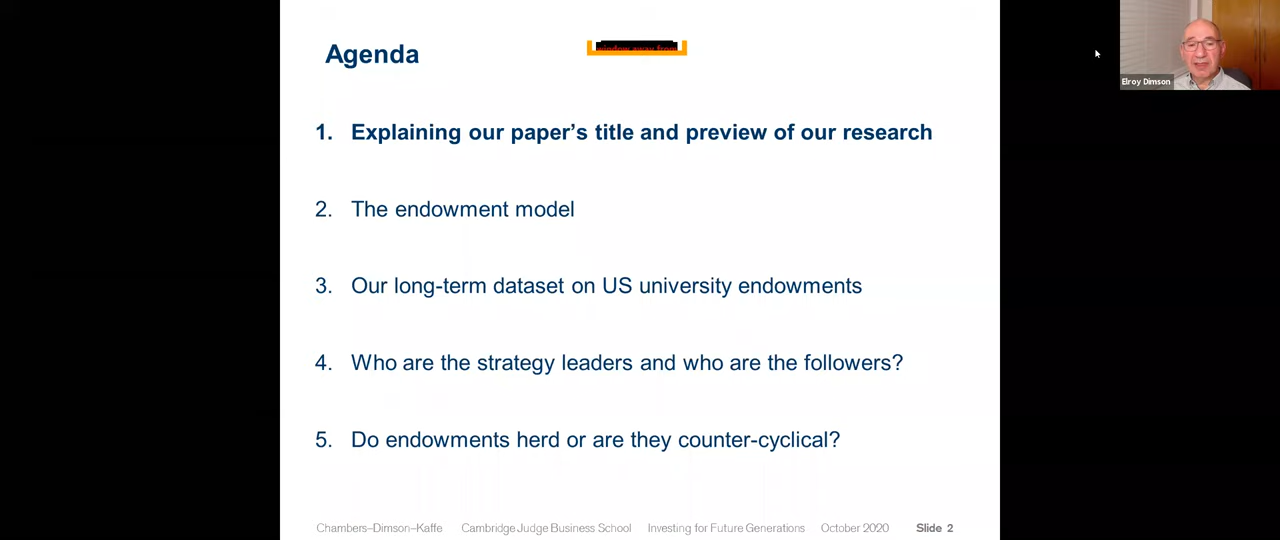 Agenda
window away from
Elroy Dimson
1. Explaining our paper's title and preview of our research
2. The endowment model
3. Our long-term dataset on US university endowments
4. Who are the strategy leaders and who are the followers?
5. Do endowments herd or are they counter-cyclical?
Chambers–Dimson–Kaffe Cambridge Judge Business School Investing for Future Generations October 2020 Slide 2